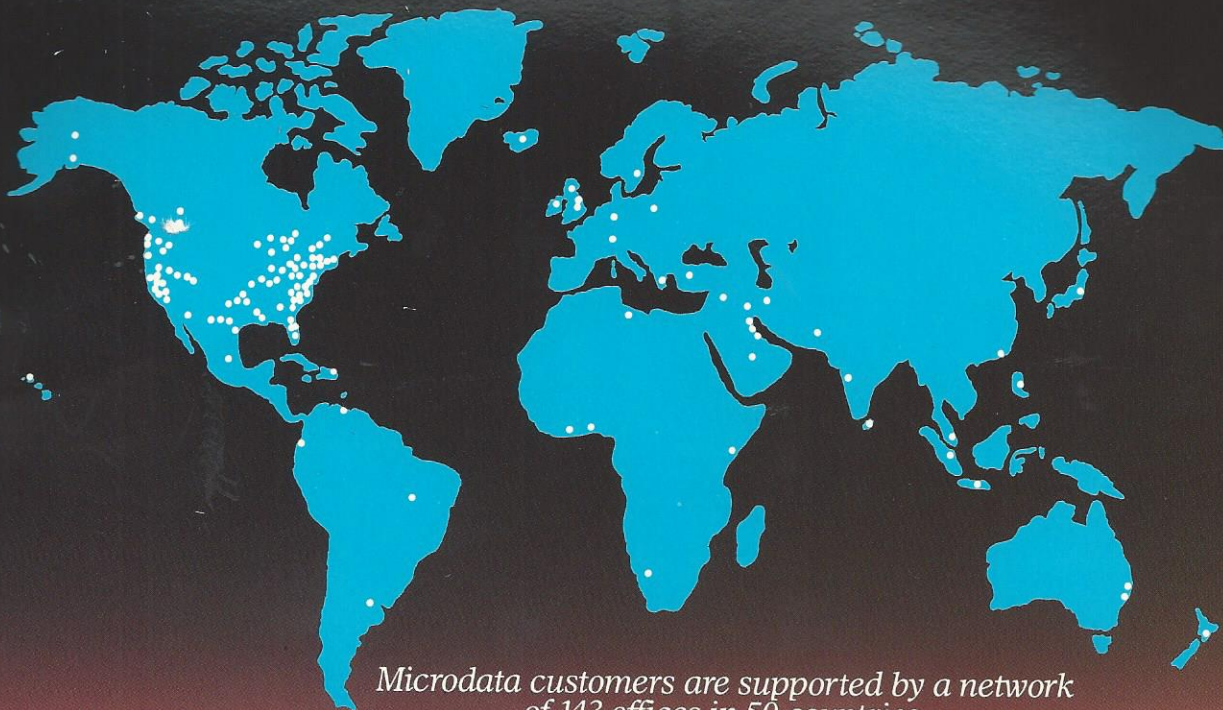 Microdata customers are supported by a network
of 143 offices in 50 countries